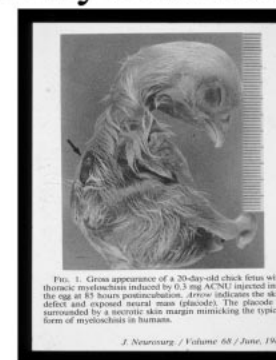 FIG. 1. Gross appearance of a 20-day-old chick fetus wi
thoracic myeloschisis induced by 0.3 mg ACNU injected in
the egg at 85 hours postincubation. Arrow indicates the sk
defect and exposed neural mass (placode). The placode
surrounded by a necrotic skin margin mimicking the typic
form of myeloschisis in humans.
J. Neurosurg. / Volume 68 / June, 19